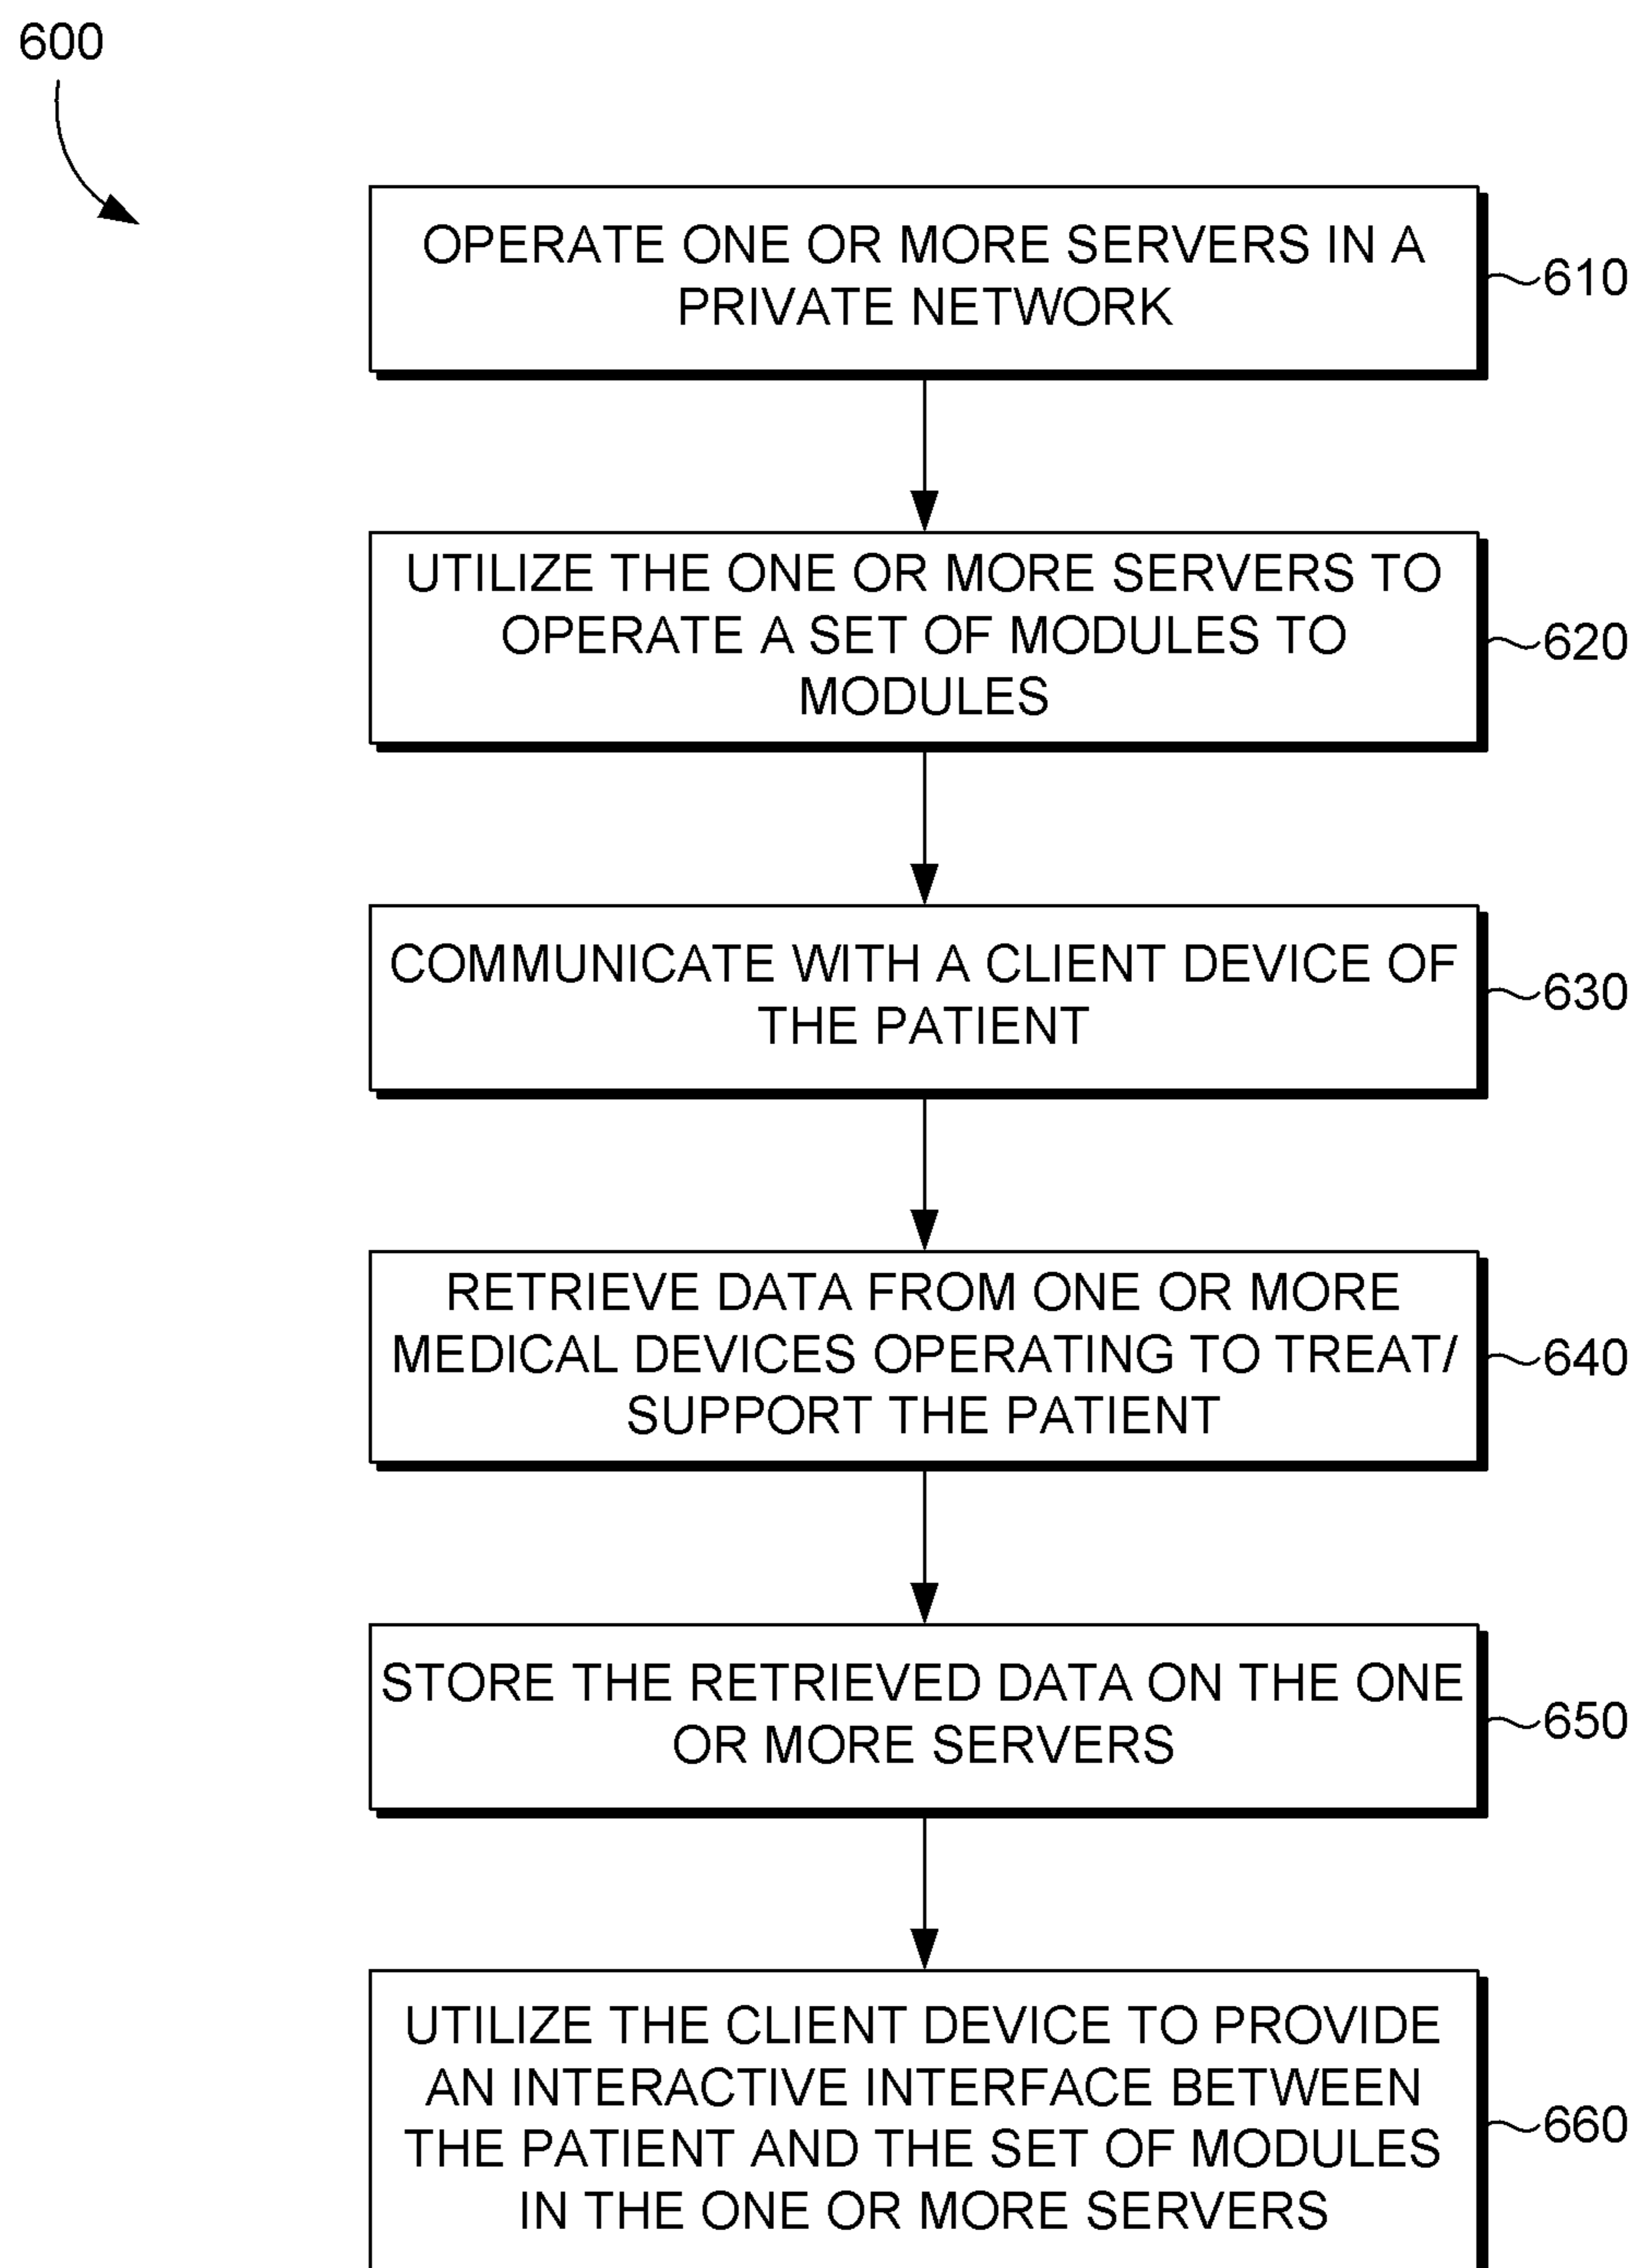 600
OPERATE ONE OR MORE SERVERS IN A
PRIVATE NETWORK
610
UTILIZE THE ONE OR MORE SERVERS TO
OPERATE A SET OF MODULES TO
MODULES
620
COMMUNICATE WITH A CLIENT DEVICE OF
THE PATIENT
630
RETRIEVE DATA FROM ONE OR MORE
MEDICAL DEVICES OPERATING TO TREAT/
SUPPORT THE PATIENT
640
STORE THE RETRIEVED DATA ON THE ONE
OR MORE SERVERS
650
UTILIZE THE CLIENT DEVICE TO PROVIDE
AN INTERACTIVE INTERFACE BETWEEN
THE PATIENT AND THE SET OF MODULES
IN THE ONE OR MORE SERVERS
660